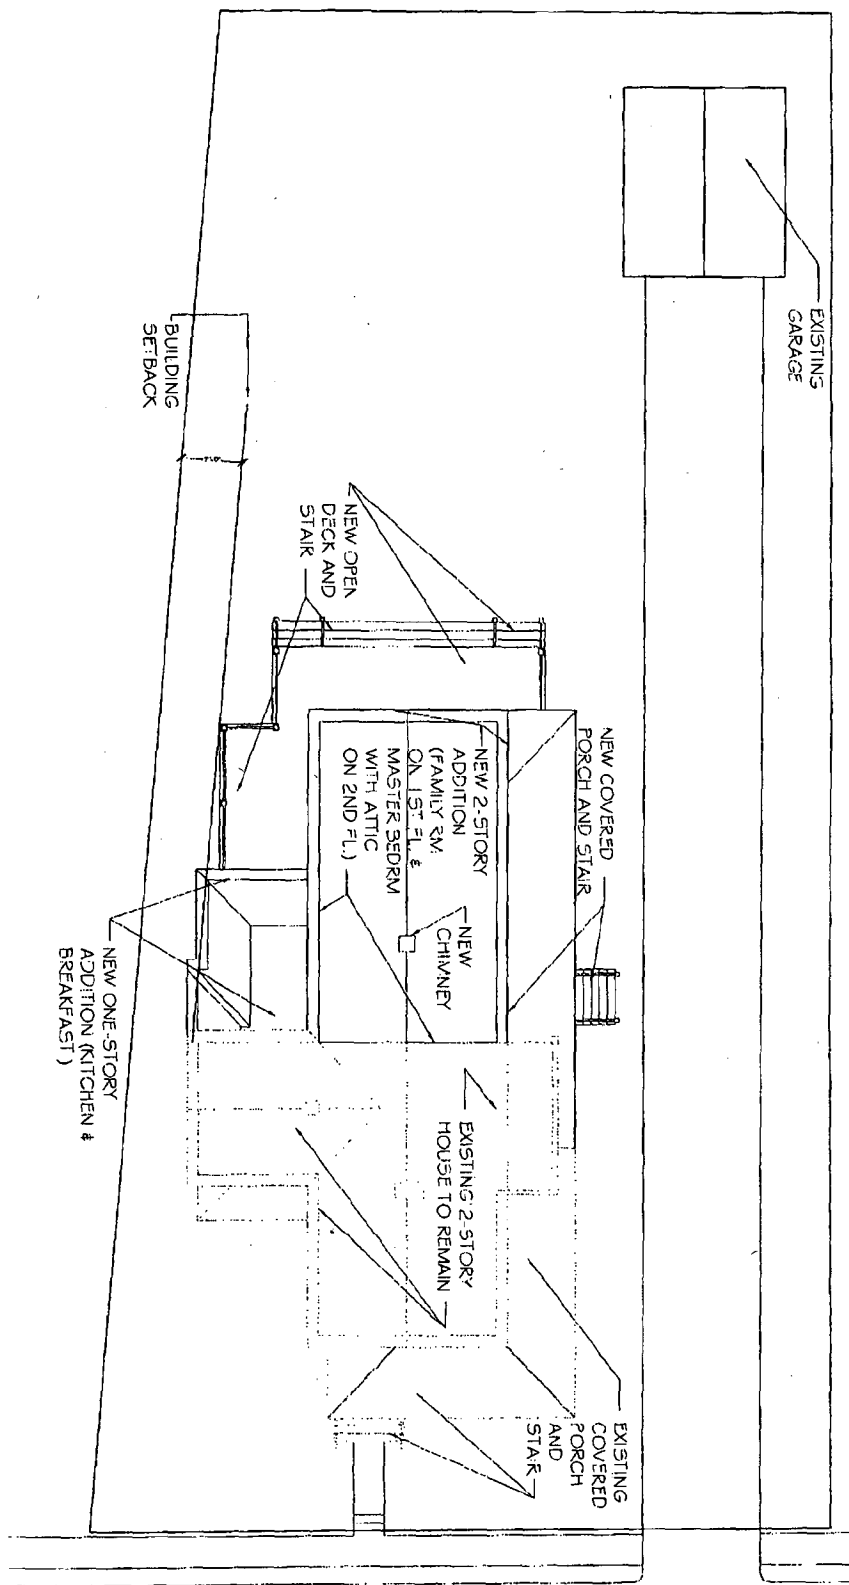 EXISTING
GARAGE
BUILDING
SETBACK
NEW OPEN
DECK AND
STAIR
NEW COVERED
PORCH AND STAIR
NEW 2-STORY
ADDITION
(FAMILY RM.
ON 1ST FL. &
MASTER BEDRM
WITH ATTIC
ON 2ND FL.)
NEW
CHIMNEY
NEW ONE-STORY
ADDITION (KITCHEN &
BREAKFAST)
EXISTING 2-STORY
HOUSE TO REMAIN
EXISTING
COVERED
PORCH
AND
STAIR